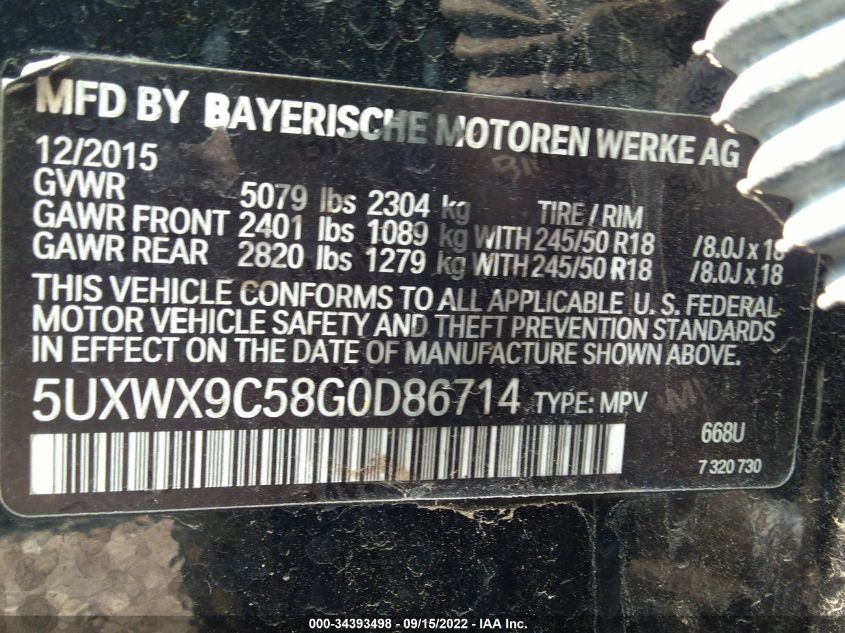 MFD BY BAYERISCHE MOTOREN WERKE AG
12/2015
GVWR 5079 lbs 2304 kg TIRE / RIM
GAWR FRONT 2401 lbs 1089 kg WITH 245/50 R18 /8.0J x 18
GAWR REAR 2820 lbs 1279 kg WITH 245/50 R18 /8.0J x 18
THIS VEHICLE CONFORMS TO ALL APPLICABLE U. S. FEDERAL
MOTOR VEHICLE SAFETY AND THEFT PREVENTION STANDARDS
IN EFFECT ON THE DATE OF MANUFACTURE SHOWN ABOVE.
5UXWX9C58G0D86714 TYPE: MPV
668U
7 320 730
000-34393498 - 09/15/2022 - IAA Inc.